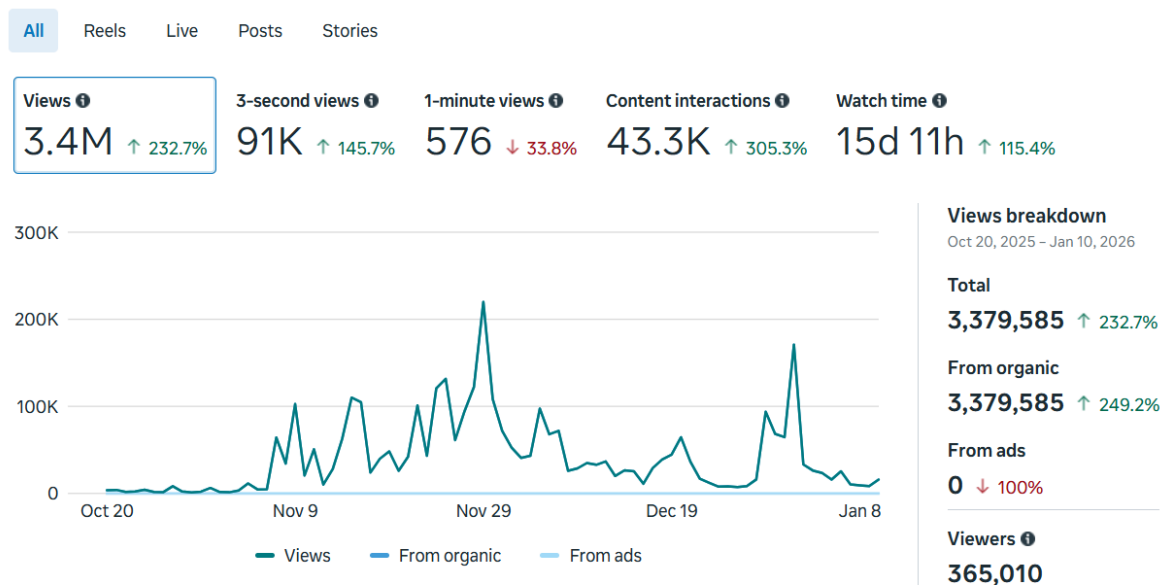 All Reels Live Posts Stories
Views 3-second views 1-minute views Content interactions Watch time
3.4M ↑ 232.7% 91K ↑ 145.7% 576 ↓ 33.8% 43.3K ↑ 305.3% 15d 11h ↑ 115.4%
300K
200K
100K
0
Oct 20 Nov 9 Nov 29 Dec 19 Jan 8
Views From organic From ads
Views breakdown
Oct 20, 2025 – Jan 10, 2026
Total
3,379,585 ↑ 232.7%
From organic
3,379,585 ↑ 249.2%
From ads
0 ↓ 100%
Viewers
365,010